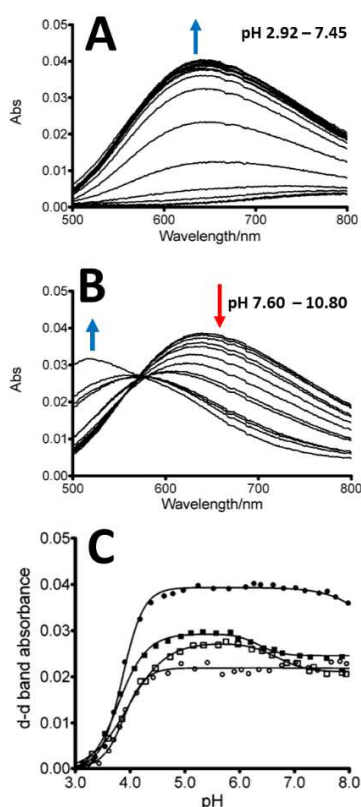 A
pH 2.92 – 7.45
Abs
0.05
0.04
0.03
0.02
0.01
0.00
500 600 700 800
Wavelength/nm
B
pH 7.60 – 10.80
Abs
0.05
0.04
0.03
0.02
0.01
0.00
500 600 700 800
Wavelength/nm
C
d-d band absorbance
0.05
0.04
0.03
0.02
0.01
0.00
3.0 4.0 5.0 6.0 7.0 8.0
pH